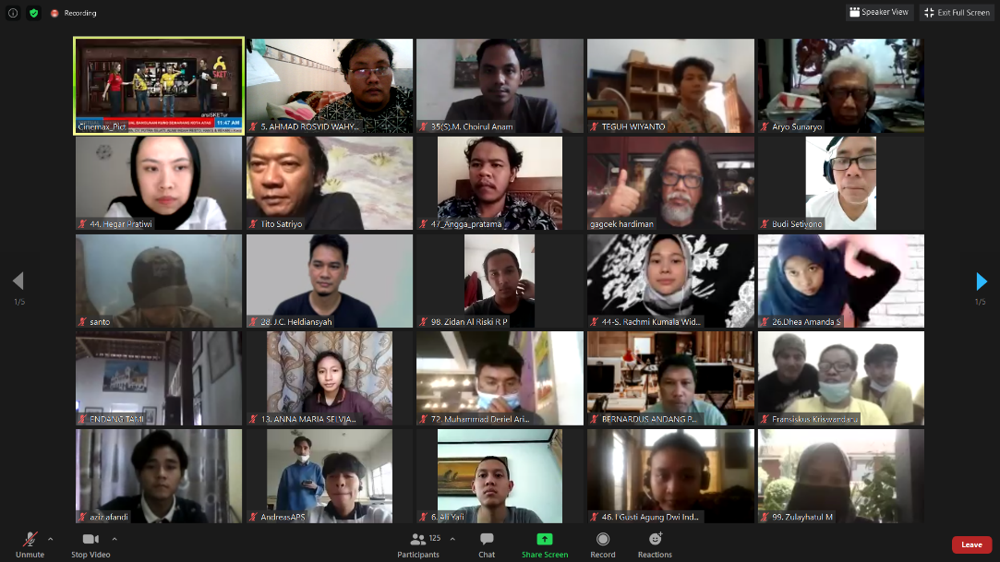 Recording
Speaker View
Exit Full Screen
SKET
arsiSKETur
11:47 AM
Cinemax_Pict
5. AHMAD ROSYID WAHY...
35(S).M. Choirul Anam
TEGUH WIYANTO
Aryo Sunaryo
44. Hegar Pratiwi
Tito Satriyo
47_Angga_pratama
gagoek hardiman
Budi Setiyono
1/5
1/5
santo
28. J.C. Heldiansyah
98. Zidan Al Riski R P
44-S. Rachmi Kumala Wid...
26.Dhea Amanda S
ENDANG TAMI
13. ANNA MARIA SELVIA...
72. Muhammad Deriel Ari...
BERNARDUS ANDANG P...
Fransiskus Kriswandaru
aziz afandi
AndreasAPS
6. Ali Yafi
46. I Gusti Agung Dwi Ind...
99. Zulayhatul M
Unmute
Stop Video
Participants
125
Chat
Share Screen
Record
Reactions
Leave